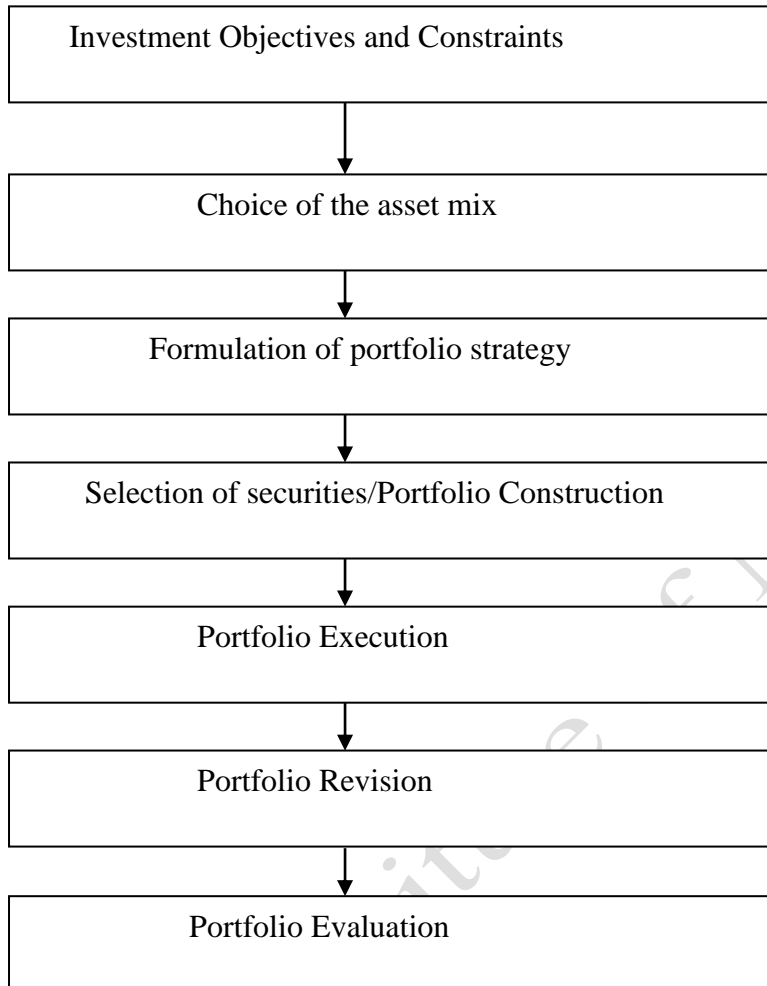 Investment Objectives and Constraints
Choice of the asset mix
Formulation of portfolio strategy
Selection of securities/Portfolio Construction
Portfolio Execution
Portfolio Revision
Portfolio Evaluation